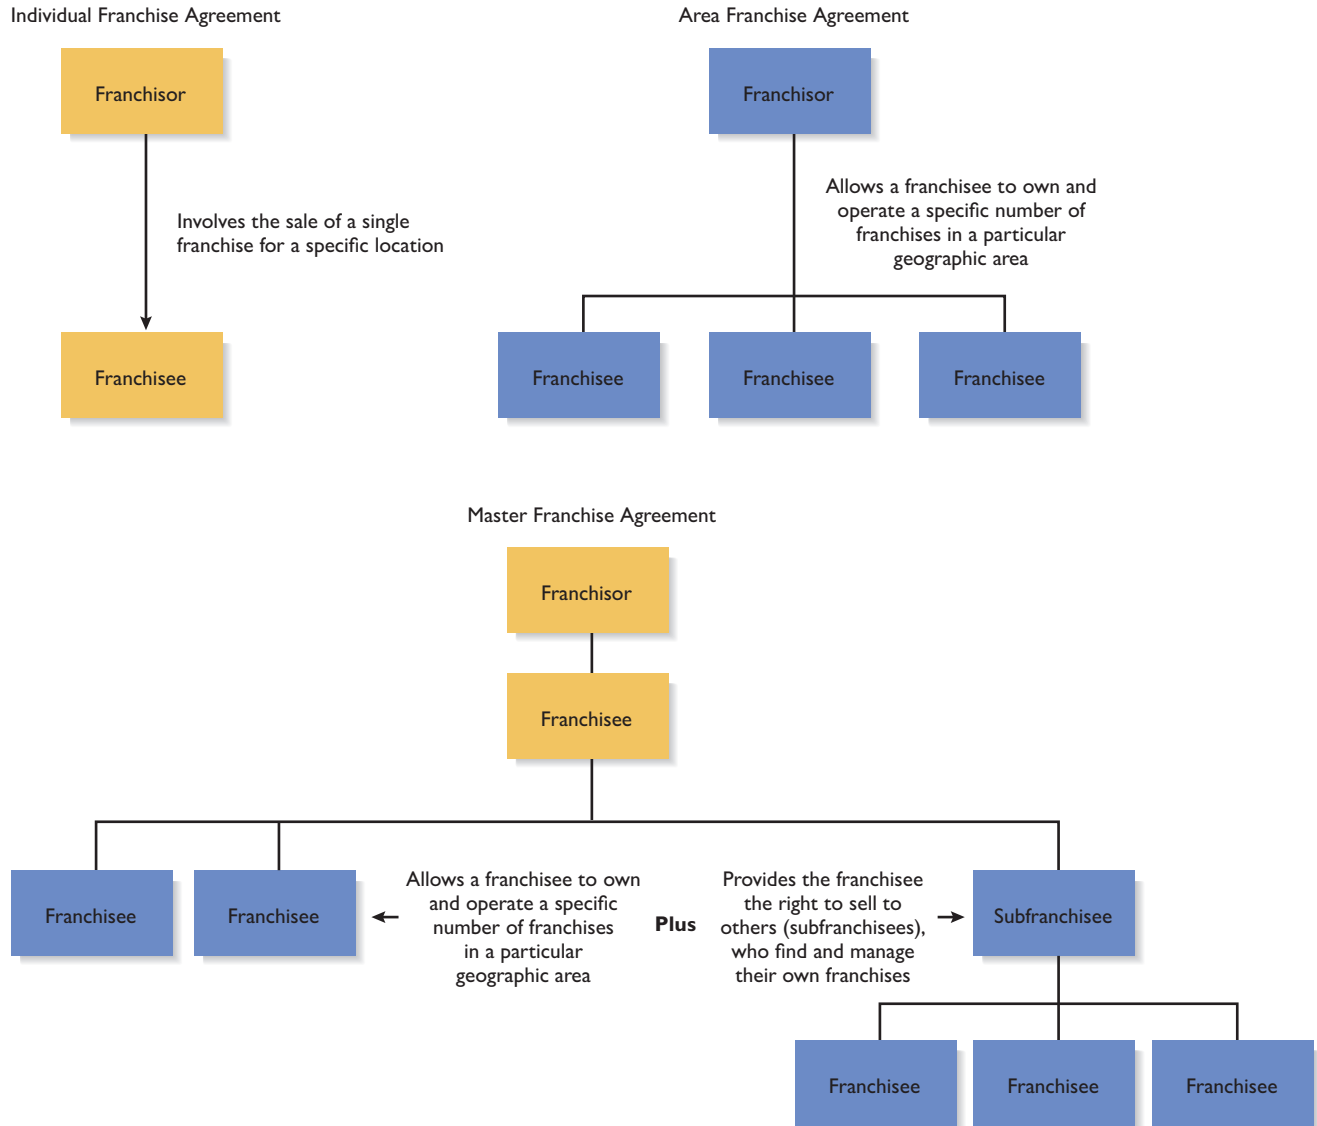 Individual Franchise Agreement
Franchisor
Involves the sale of a single
franchise for a specific location
Franchisee
Area Franchise Agreement
Franchisor
Allows a franchisee to own and
operate a specific number of
franchises in a particular
geographic area
Franchisee
Franchisee
Franchisee
Master Franchise Agreement
Franchisor
Franchisee
Franchisee
Franchisee
Allows a franchisee to own
and operate a specific
number of franchises
in a particular
geographic area
Plus
Provides the franchisee
the right to sell to
others (subfranchisees),
who find and manage
their own franchises
Subfranchisee
Franchisee
Franchisee
Franchisee